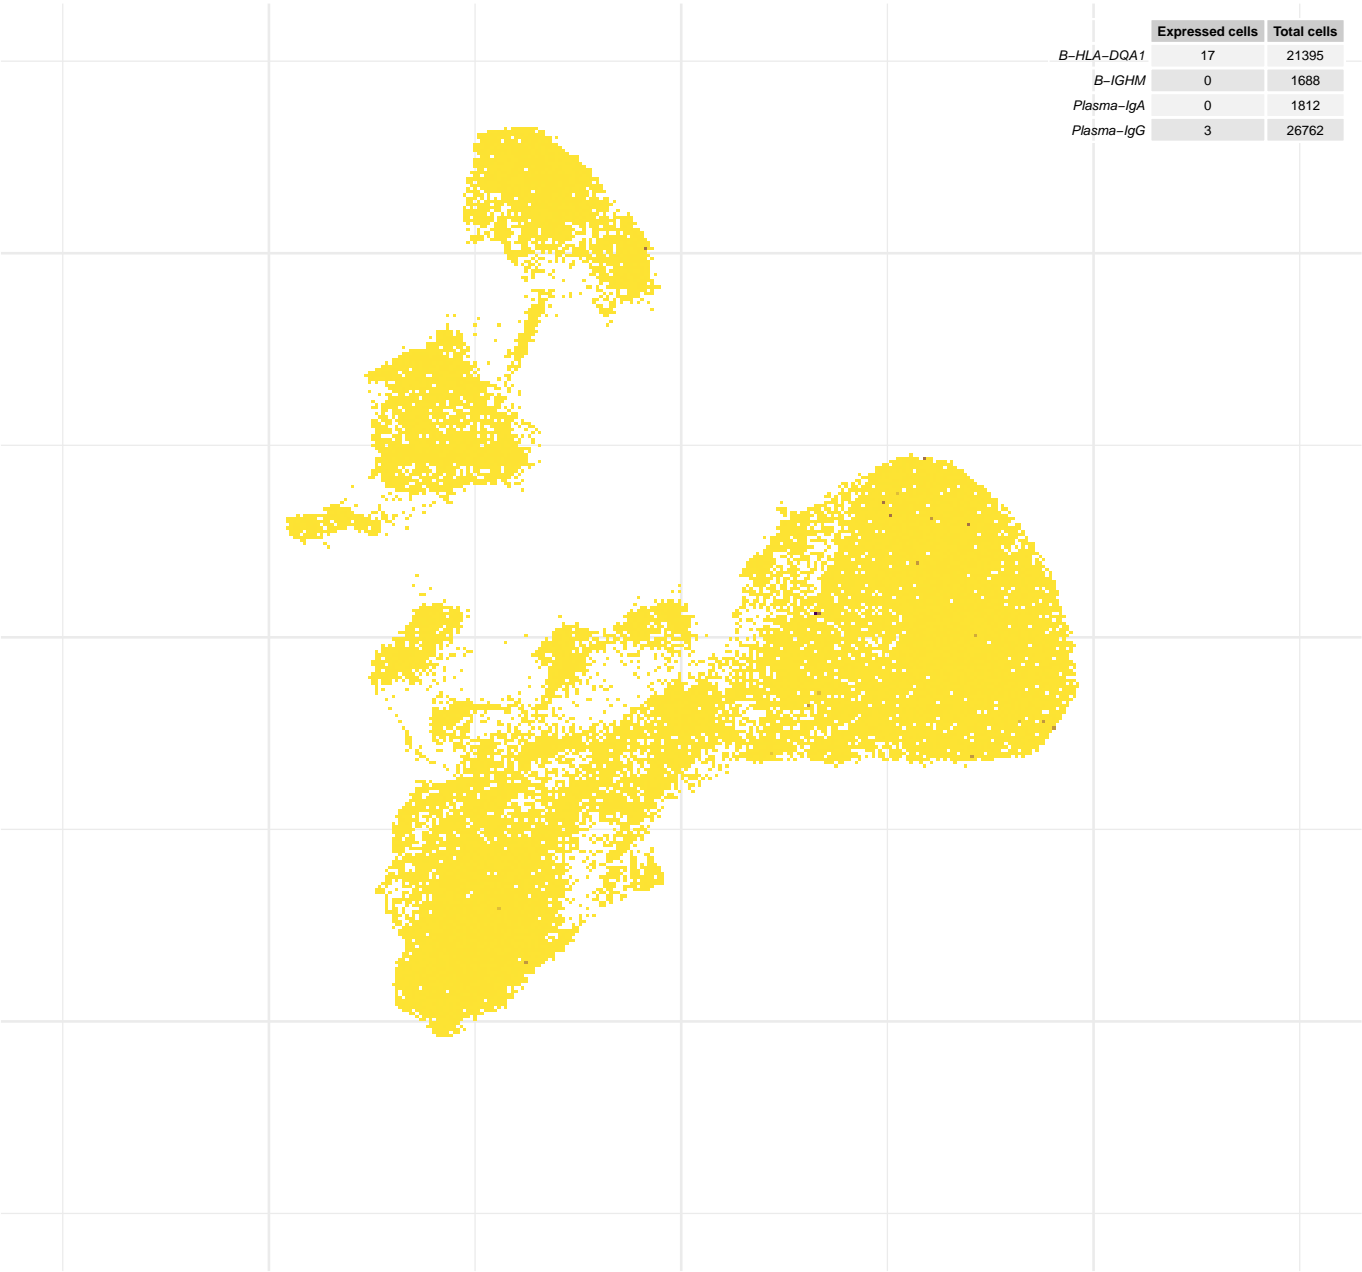 Expressed cells Total cells
B−HLA−DQA1 17 21395
B−IGHM 0 1688
Plasma−IgA 0 1812
Plasma−IgG 3 26762